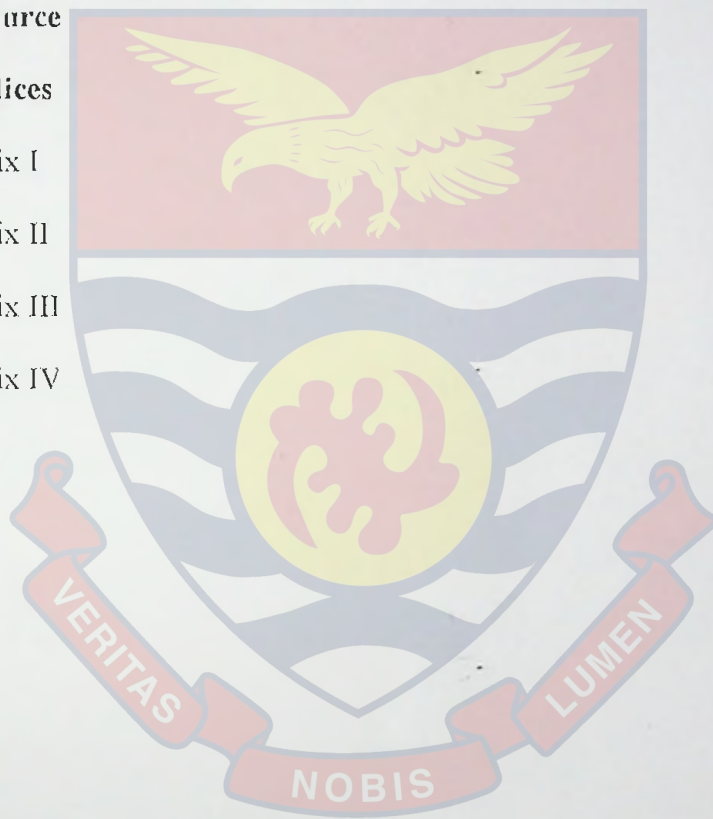 urce
lices
ix I
ix II
ix III
ix IV
VERITAS
NOBIS
LUMEN